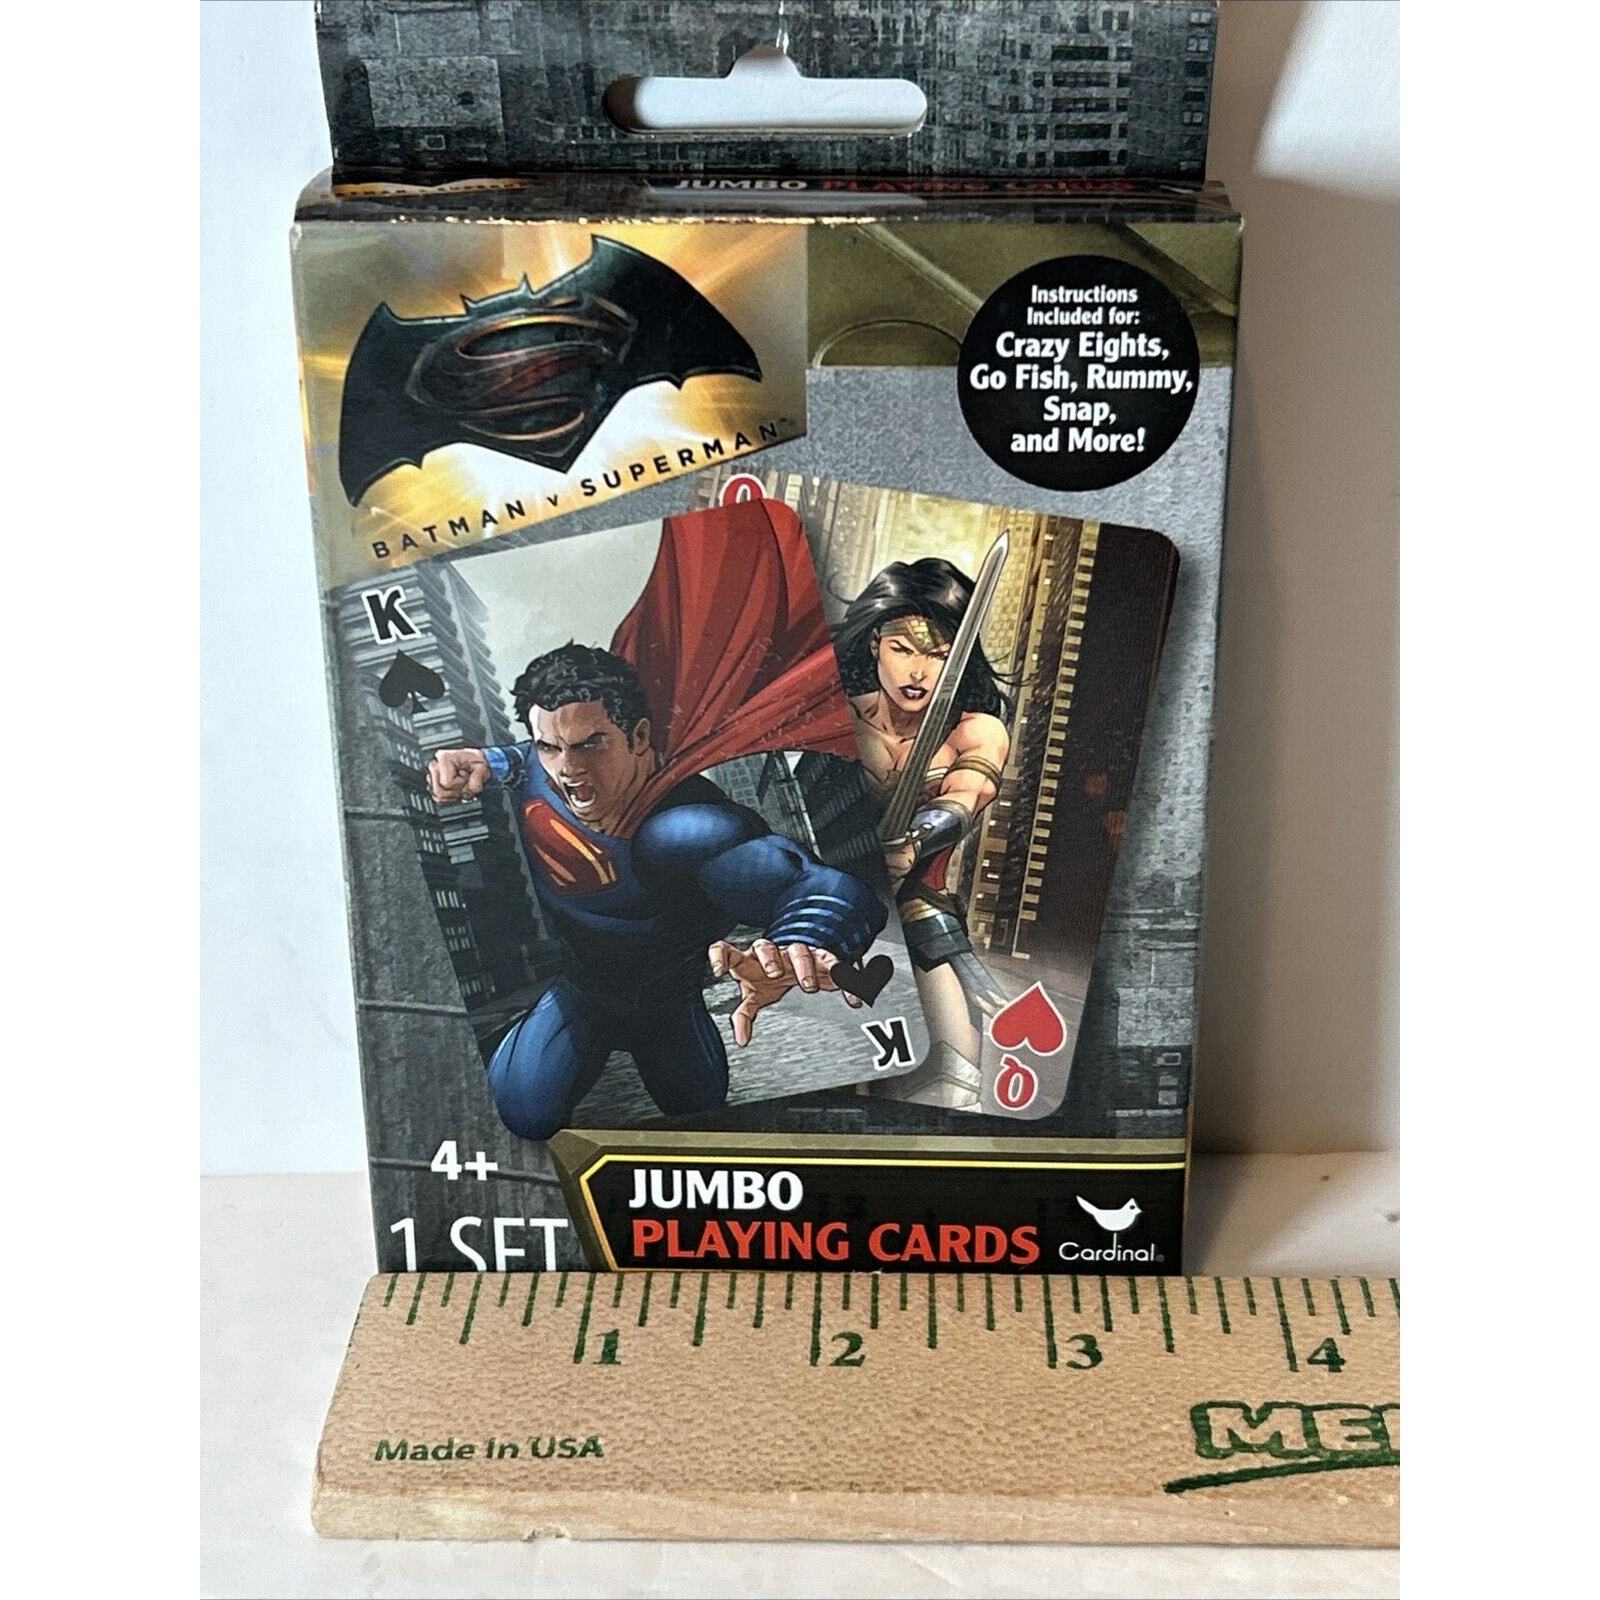 JUMBO PLAYING CARDS
BATMAN v SUPERMAN™
Instructions
Included for:
Crazy Eights,
Go Fish, Rummy,
Snap,
and More!
Q
K
K
Q
4+
1 SET
JUMBO
PLAYING CARDS
Cardinal®
1 2 3 4
Made in USA